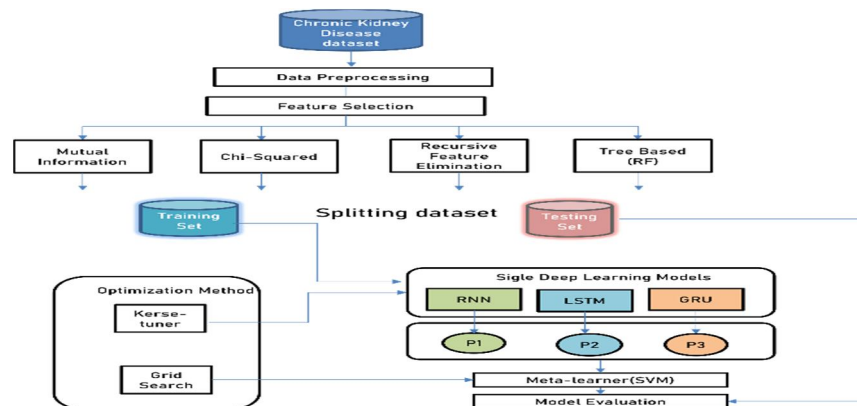 Chronic Kidney
Disease
dataset
Data Preprocessing
Feature Selection
Mutual
Information
Chi-Squared
Recursive
Feature
Elimination
Tree Based
(RF)
Training
Set
Splitting dataset
Testing
Set
Optimization Method
Kerse-
tuner
Grid
Search
Sigle Deep Learning Models
RNN
LSTM
GRU
P1
P2
P3
Meta-learner(SVM)
Model Evaluation